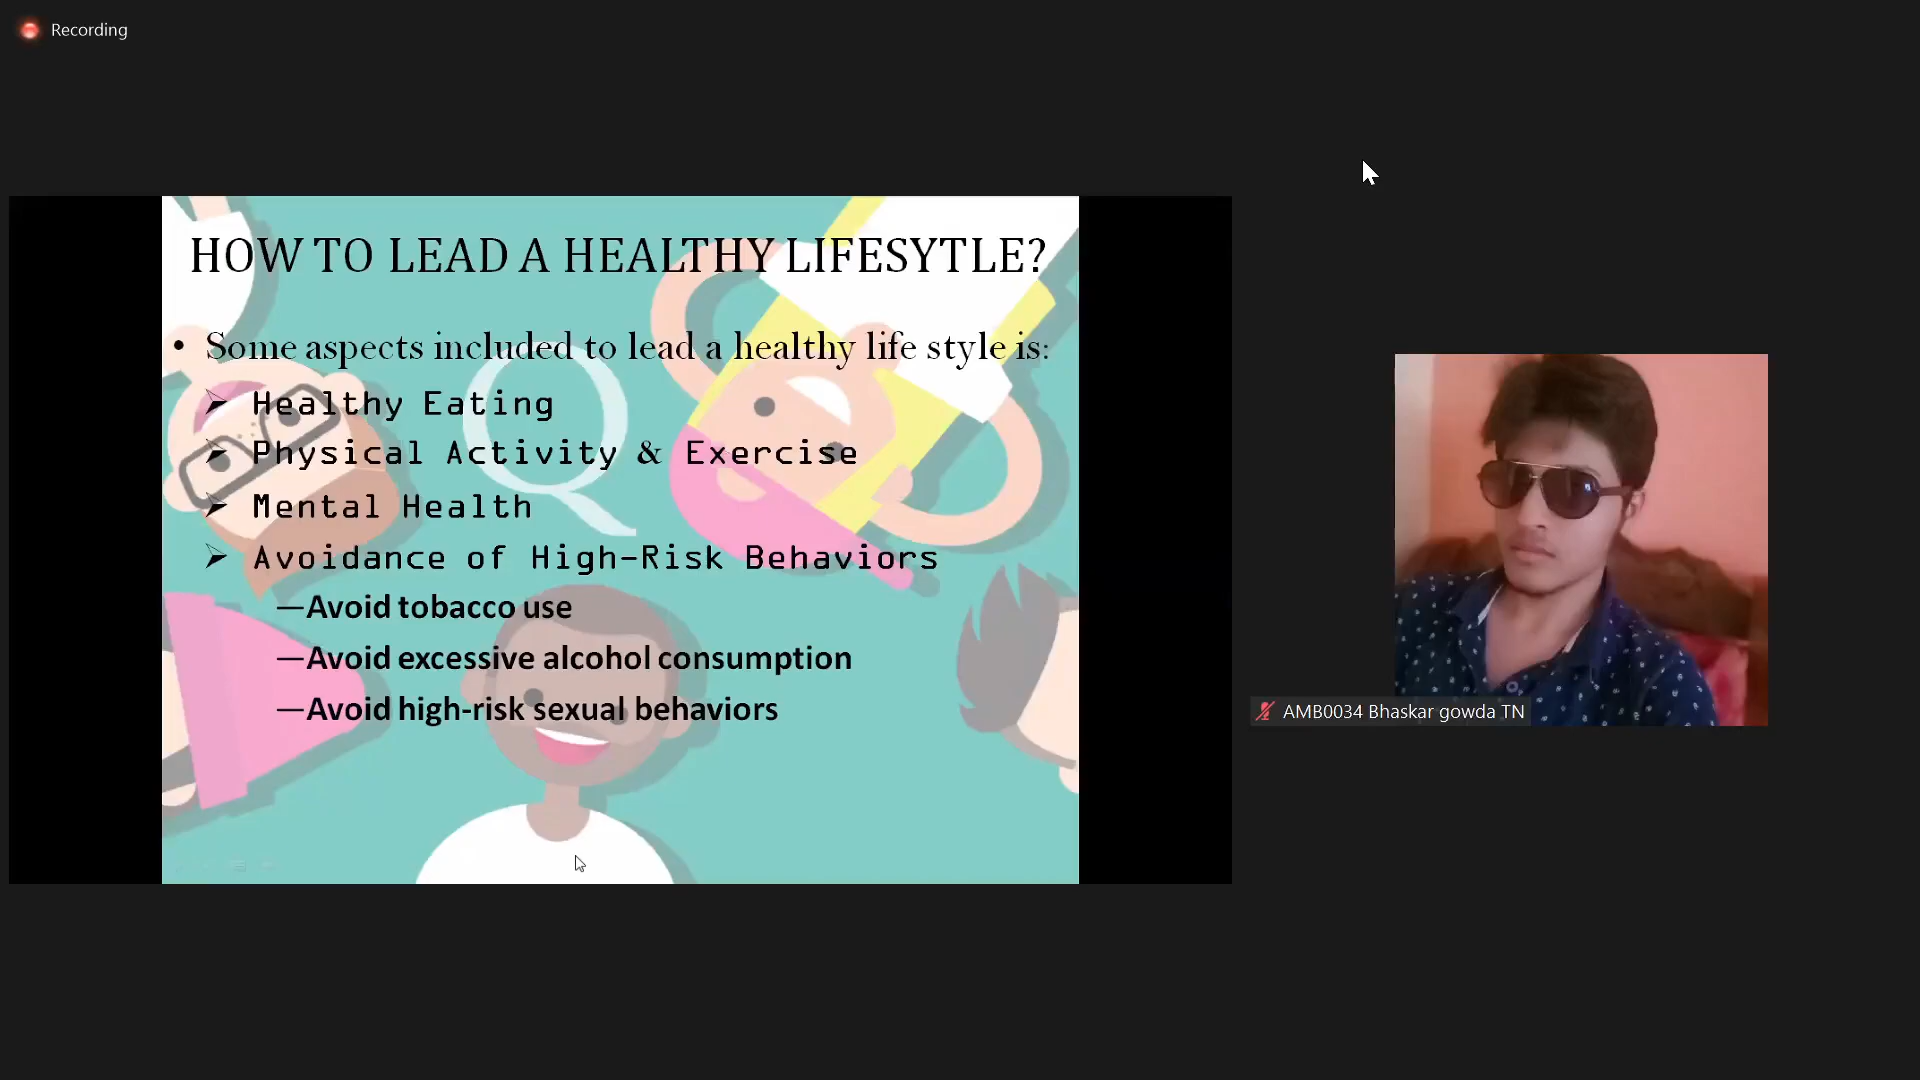 Recording
HOW TO LEAD A HEALTHY LIFESYTLE?
• Some aspects included to lead a healthy life style is:
➢ Healthy Eating
➢ Physical Activity & Exercise
➢ Mental Health
➢ Avoidance of High-Risk Behaviors
—Avoid tobacco use
—Avoid excessive alcohol consumption
—Avoid high-risk sexual behaviors
Q
AMB0034 Bhaskar gowda TN